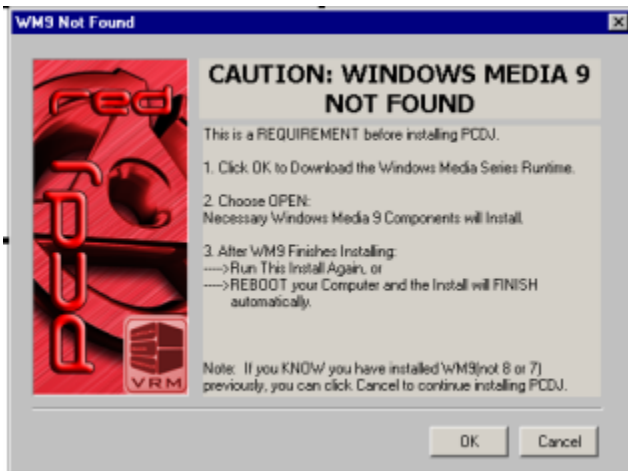 WM9 Not Found
CAUTION: WINDOWS MEDIA 9
NOT FOUND
This is a REQUIREMENT before installing PCDJ.
1. Click OK to Download the Windows Media Series Runtime.
2. Choose OPEN:
Necessary Windows Media 9 Components will Install.
3. After WM9 Finishes Installing:
---->Run This Install Again, or
---->REBOOT your Computer and the Install will FINISH
automatically.
Note: If you KNOW you have installed WM9(not 8 or 7)
previously, you can click Cancel to continue installing PCDJ.
red
pcdj
VRM
OK
Cancel